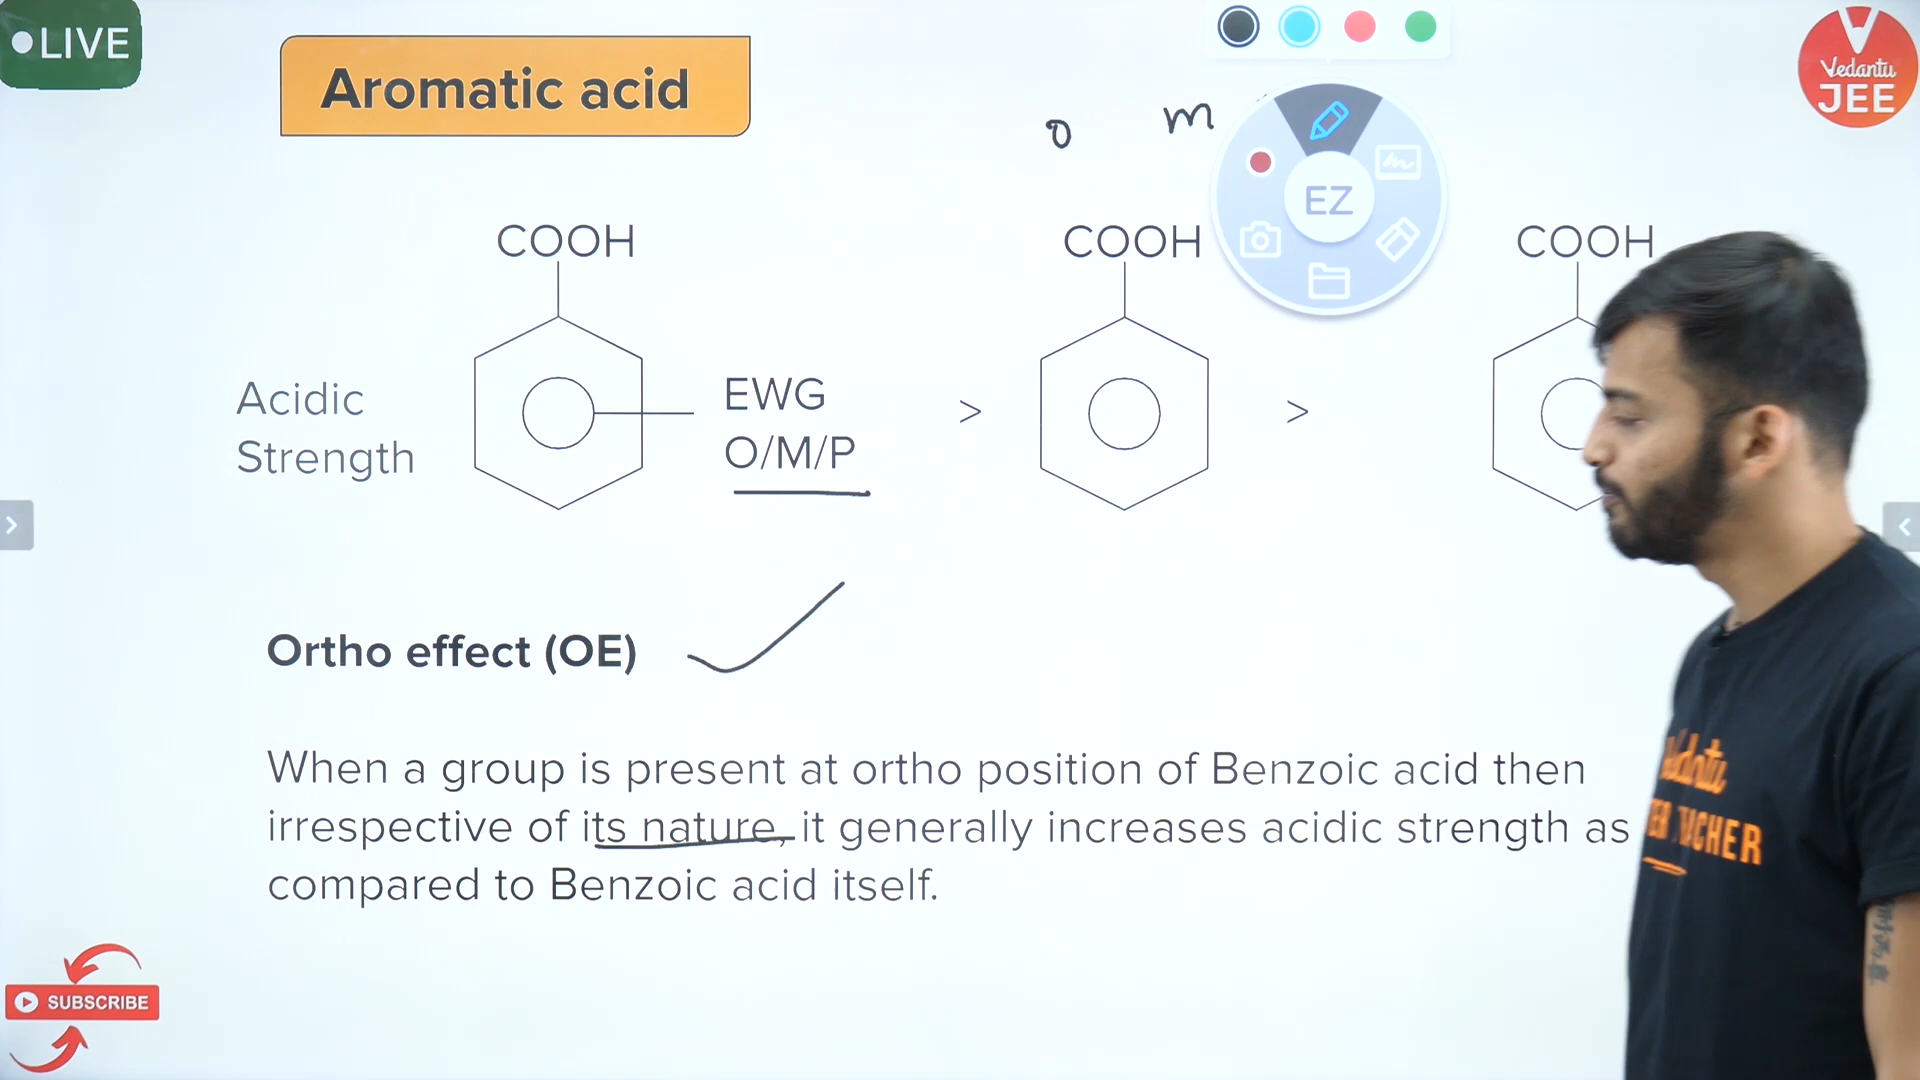 LIVE
Aromatic acid
o m
EZ
Vedantu
JEE
COOH
COOH
COOH
Acidic
Strength
EWG
O/M/P
>
>
Ortho effect (OE)
When a group is present at ortho position of Benzoic acid then
irrespective of its nature, it generally increases acidic strength as
compared to Benzoic acid itself.
SUBSCRIBE